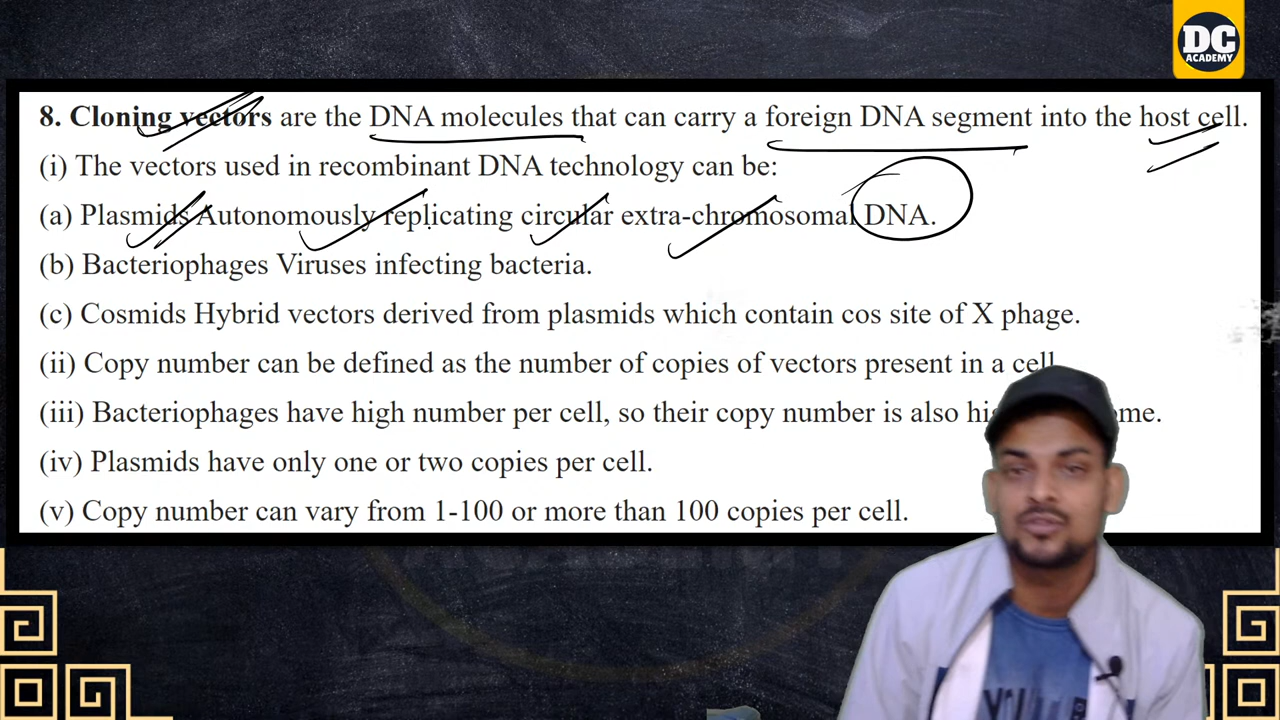 DC
ACADEMY
8. Cloning vectors are the DNA molecules that can carry a foreign DNA segment into the host cell.
(i) The vectors used in recombinant DNA technology can be:
(a) Plasmids Autonomously replicating circular extra-chromosomal DNA.
(b) Bacteriophages Viruses infecting bacteria.
(c) Cosmids Hybrid vectors derived from plasmids which contain cos site of X phage.
(ii) Copy number can be defined as the number of copies of vectors present in a cell
(iii) Bacteriophages have high number per cell, so their copy number is also
(iv) Plasmids have only one or two copies per cell.
(v) Copy number can vary from 1-100 or more than 100 copies per cell.